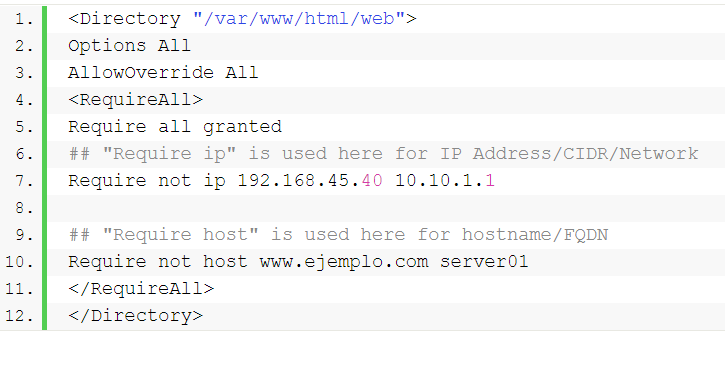 1. <Directory "/var/www/html/web">
2. Options All
3. AllowOverride All
4. <RequireAll>
5. Require all granted
6. ## "Require ip" is used here for IP Address/CIDR/Network
7. Require not ip 192.168.45.40 10.10.1.1
8.
9. ## "Require host" is used here for hostname/FQDN
10. Require not host www.ejemplo.com server01
11. </RequireAll>
12. </Directory>